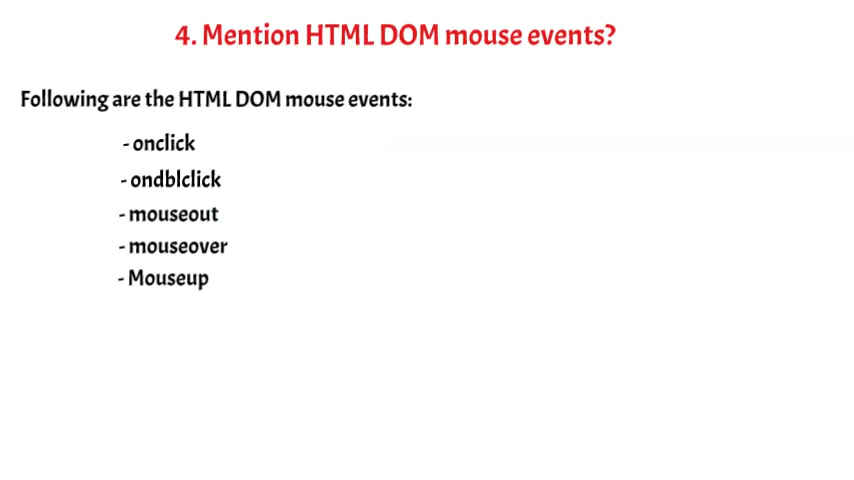 4. Mention HTML DOM mouse events?
Following are the HTML DOM mouse events:
- onclick
- ondblclick
- mouseout
- mouseover
- Mouseup